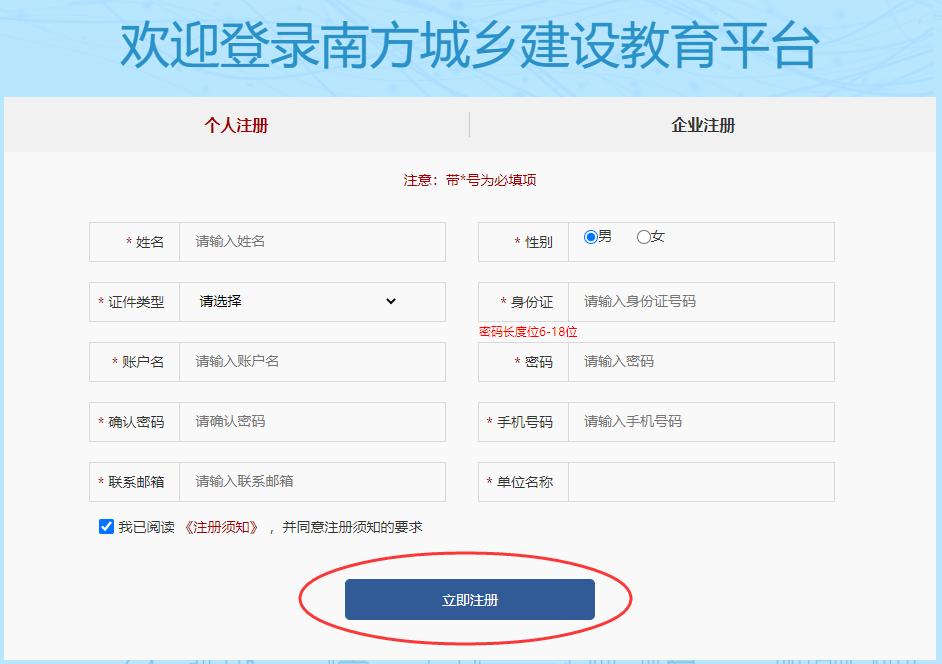 欢迎登录南方城乡建设教育平台
个人注册 企业注册
注意：带*号为必填项
* 姓名 请输入姓名 * 性别 男 女
* 证件类型 请选择 * 身份证 请输入身份证号码
密码长度位6-18位
* 账户名 请输入账户名 * 密码 请输入密码
* 确认密码 请确认密码 * 手机号码 请输入手机号码
* 联系邮箱 请输入联系邮箱 * 单位名称
我已阅读 《注册须知》 ，并同意注册须知的要求
立即注册